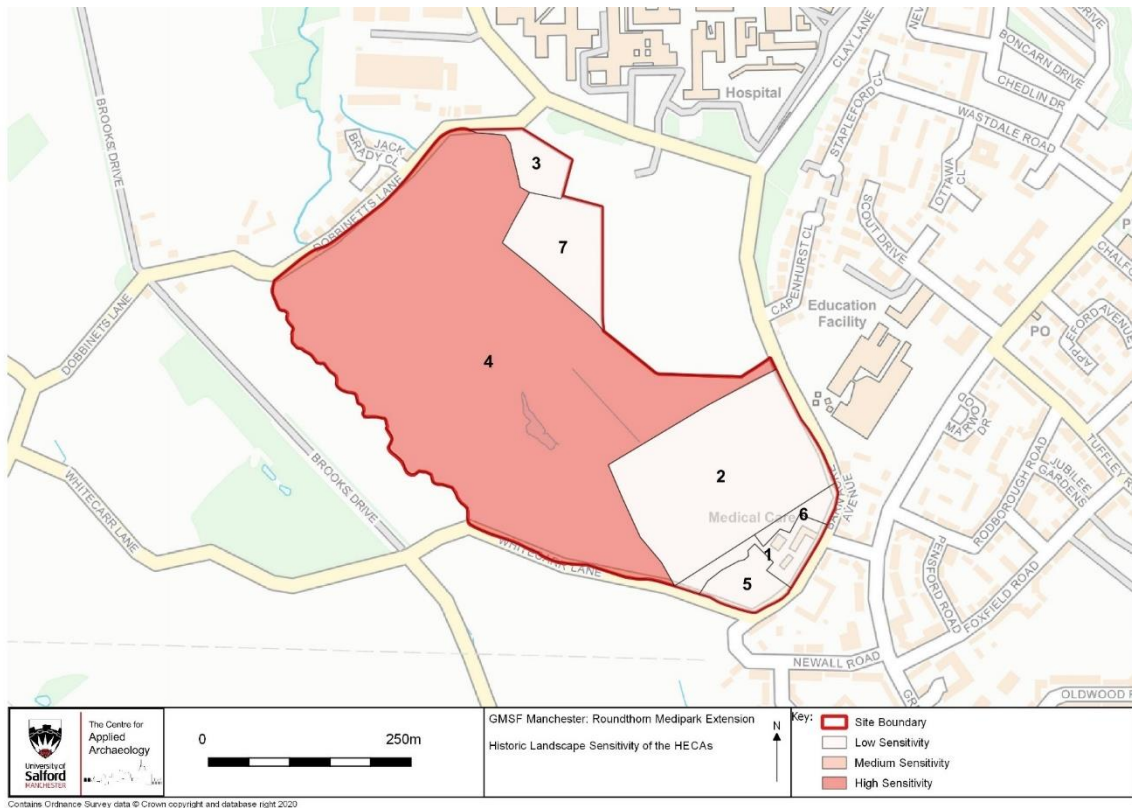 Hospital
CLAY LANE
BONCARN DRIVE
CHEDLIN DR
STAPLEFORD CL
WASTDALE ROAD
OTTAWA CL
SCOUT DRIVE
BROOKS DRIVE
JACK BRADY CL
DOBBINETTS LANE
3
7
CAPENHURST CL
Education
Facility
PO
DOBBINETTS LANE
4
MARWOOD DR
JUBILEE GARDENS
TUFFLEY
RODBOROUGH ROAD
2
AVENUE
BROOKS DRIVE
WHITECARR LANE
Medical Care
6
1
5
PENSFORD ROAD
FOXFIELD ROAD
WHITECARR LANE
NEWALL ROAD
OLDWOOD
University of
Salford
MANCHESTER
The Centre for
Applied
Archaeology
0 250m
GMSF Manchester: Roundthorn Medipark Extension
Historic Landscape Sensitivity of the HECAs
N
Key:
Site Boundary
Low Sensitivity
Medium Sensitivity
High Sensitivity
Contains Ordnance Survey data © Crown copyright and database right 2020